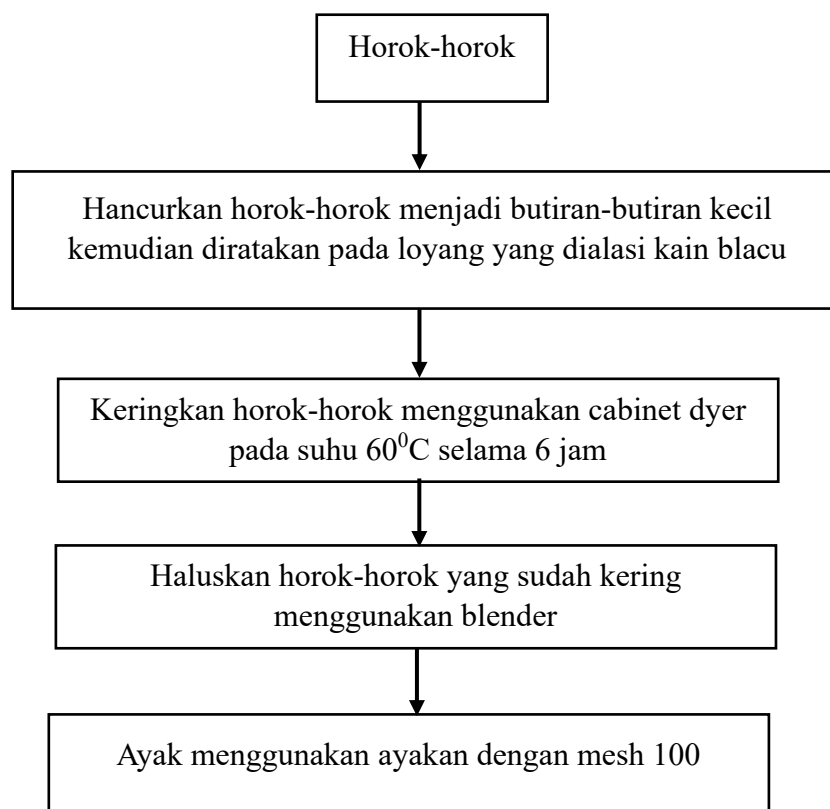 Horok-horok
Hancurkan horok-horok menjadi butiran-butiran kecil
kemudian diratakan pada loyang yang dialasi kain blacu
Keringkan horok-horok menggunakan cabinet dyer
pada suhu 60⁰C selama 6 jam
Haluskan horok-horok yang sudah kering
menggunakan blender
Ayak menggunakan ayakan dengan mesh 100